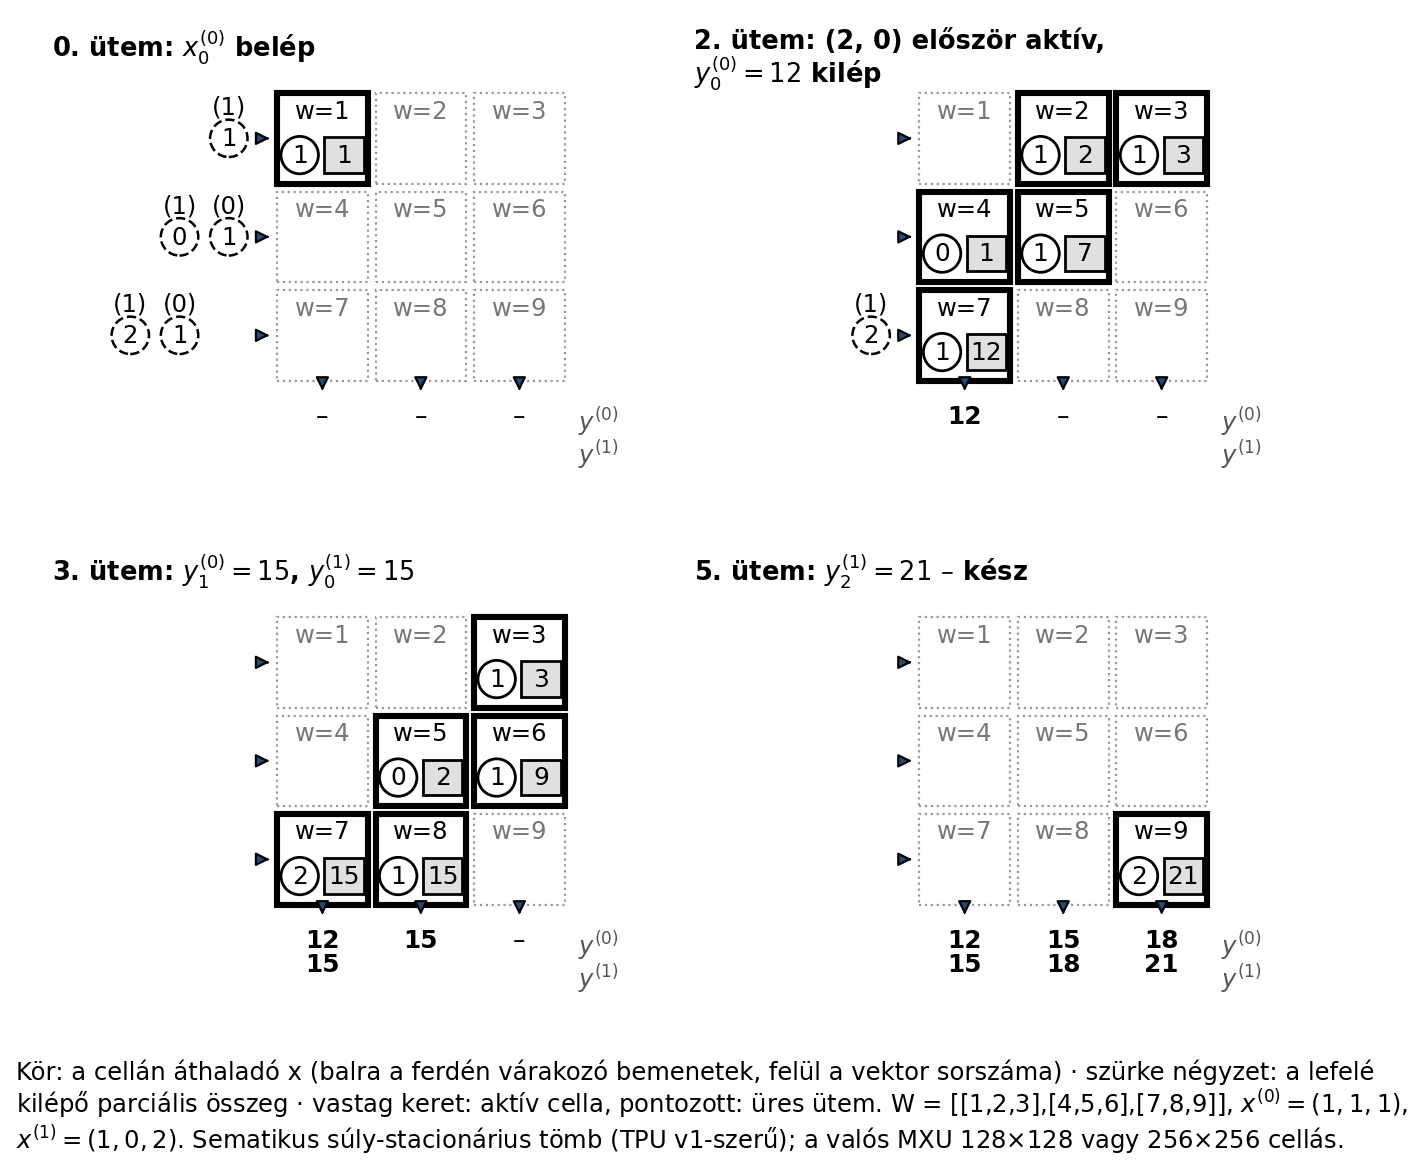 0. ütem: $x_0^{(0)}$ belép
(1)
1
w=1 w=2 w=3
1 1
(1) (0)
0 1
w=4 w=5 w=6
(1) (0)
2 1
w=7 w=8 w=9
– – – $y^{(0)}$
$y^{(1)}$
2. ütem: (2, 0) először aktív,
$y_0^{(0)} = 12$ kilép
w=1 w=2 w=3
1 2 1 3
w=4 w=5 w=6
0 1 1 7
(1)
2
w=7 w=8 w=9
1 12
12 – – $y^{(0)}$
$y^{(1)}$
3. ütem: $y_1^{(0)} = 15$, $y_0^{(1)} = 15$
w=1 w=2 w=3
1 3
w=4 w=5 w=6
0 2 1 9
w=7 w=8 w=9
2 15 1 15
12 15 – $y^{(0)}$
15 $y^{(1)}$
5. ütem: $y_2^{(1)} = 21$ – kész
w=1 w=2 w=3
w=4 w=5 w=6
w=7 w=8 w=9
2 21
12 15 18 $y^{(0)}$
15 18 21 $y^{(1)}$
Kör: a cellán áthaladó x (balra a ferdén várakozó bemenetek, felül a vektor sorszáma) · szürke négyzet: a lefelé
kilépő parciális összeg · vastag keret: aktív cella, pontozott: üres ütem. W = [[1,2,3],[4,5,6],[7,8,9]], $x^{(0)} = (1, 1, 1)$,
$x^{(1)} = (1, 0, 2)$. Sematikus súly-stacionárius tömb (TPU v1-szerű); a valós MXU 128×128 vagy 256×256 cellás.